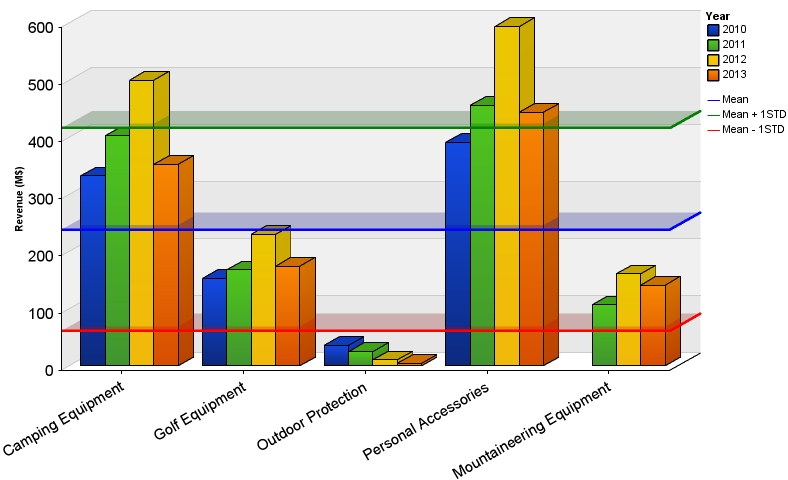 600
500
400
300
200
100
0
Revenue (M$)
Camping Equipment
Golf Equipment
Outdoor Protection
Personal Accessories
Mountaineering Equipment
Year
2010
2011
2012
2013
Mean
Mean + 1STD
Mean - 1STD